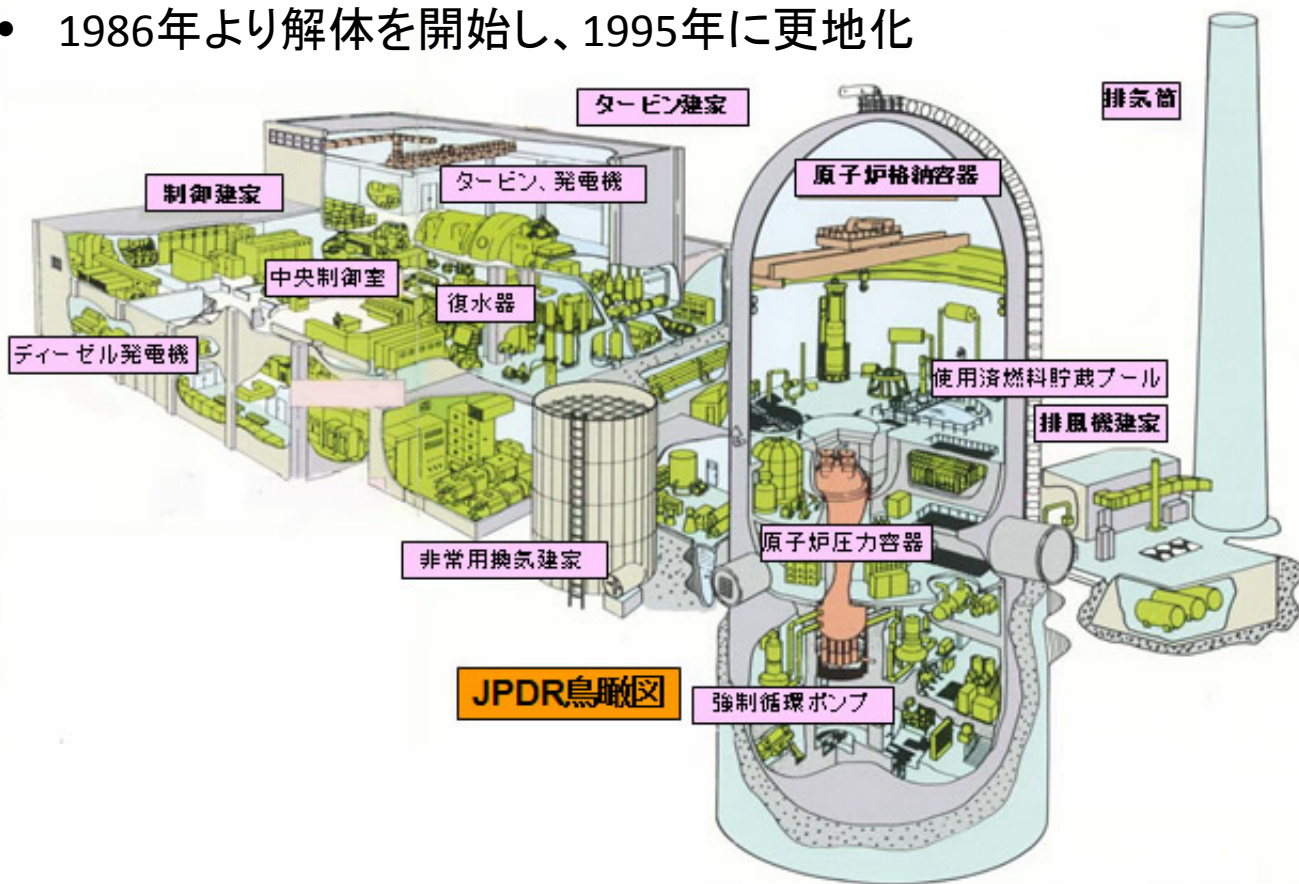 • 1986年より解体を開始し、1995年に更地化
タービン建家
排気筒
制御建家
タービン、発電機
原子炉格納容器
中央制御室
復水器
ディーゼル発電機
使用済燃料貯蔵プール
排風機建家
非常用換気建家
原子炉圧力容器
JPDR鳥瞰図
強制循環ポンプ